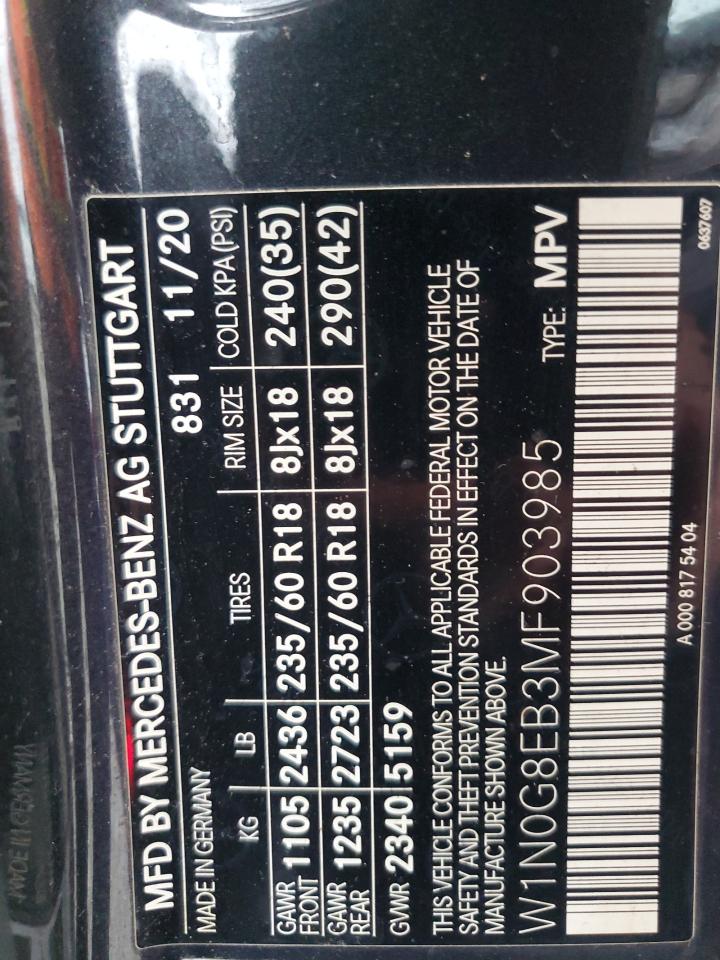 MFD BY MERCEDES-BENZ AG STUTTGART
MADE IN GERMANY 831 11/20
KG LB TIRES RIM SIZE COLD KPA (PSI)
GAWR FRONT 1105 2436 235/60 R18 8Jx18 240(35)
GAWR REAR 1235 2723 235/60 R18 8Jx18 290(42)
GVWR 2340 5159
THIS VEHICLE CONFORMS TO ALL APPLICABLE FEDERAL MOTOR VEHICLE
SAFETY AND THEFT PREVENTION STANDARDS IN EFFECT ON THE DATE OF
MANUFACTURE SHOWN ABOVE.
W1N0G8EB3MF903985 TYPE: MPV
A 000 817 54 04
0637607